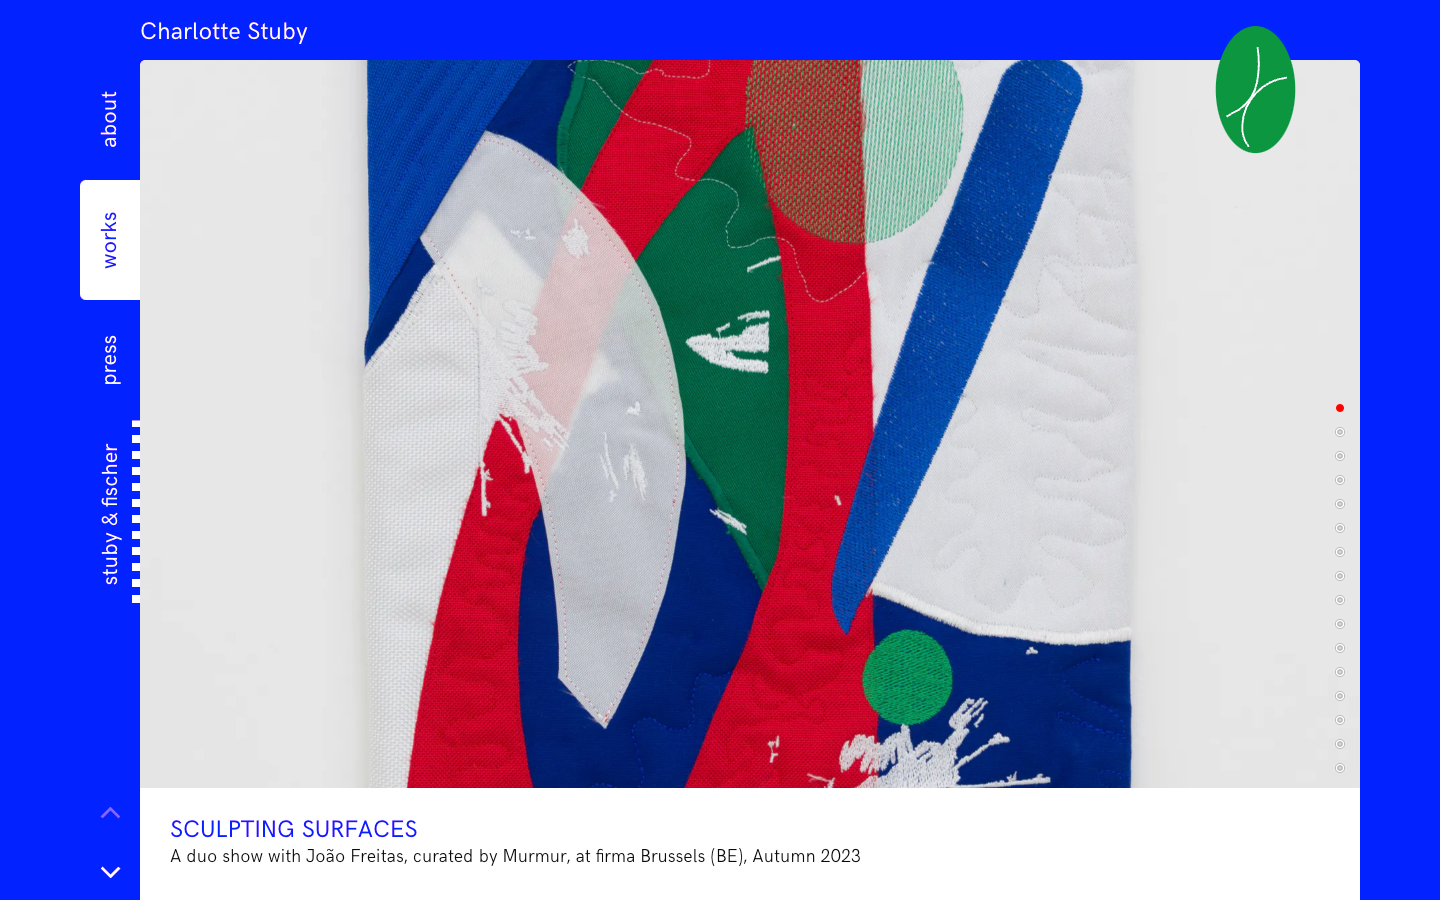 Charlotte Stuby
about
works
press
stuby & fischer
SCULPTING SURFACES
A duo show with João Freitas, curated by Murmur, at firma Brussels (BE), Autumn 2023